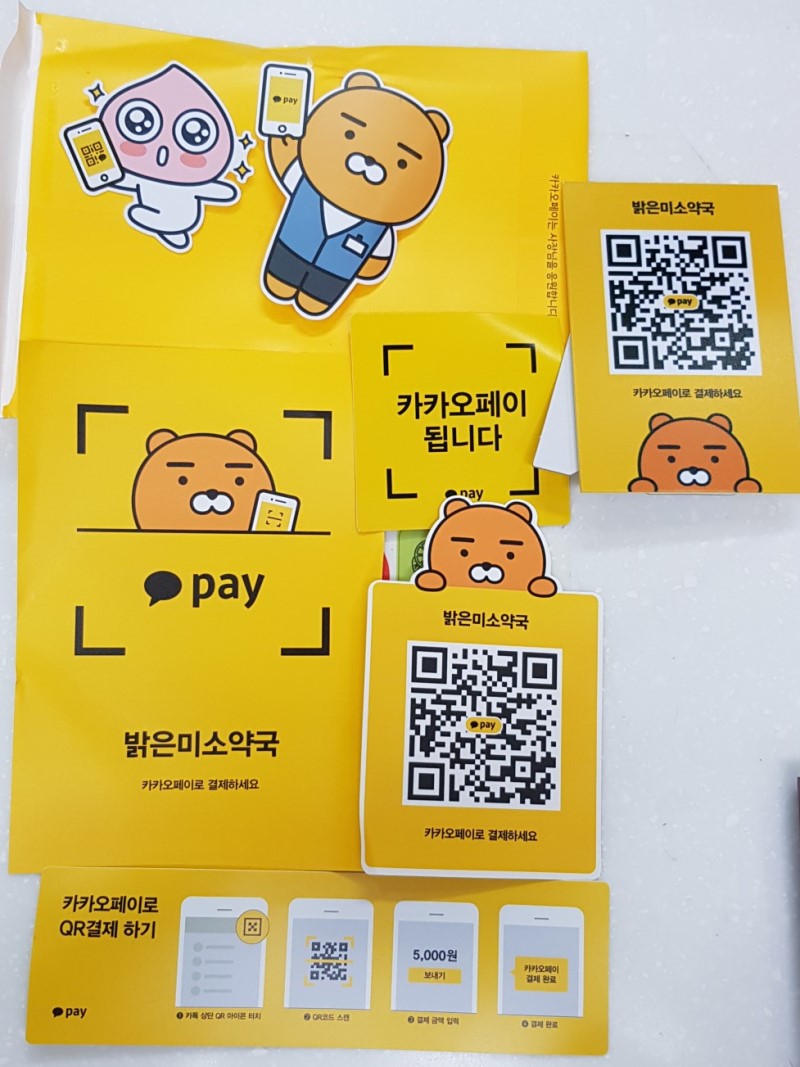 pay
카카오페이는 사장님을 응원합니다
밝은미소약국
pay
카카오페이로 결제하세요
카카오페이
됩니다
pay
pay
밝은미소약국
카카오페이로 결제하세요
밝은미소약국
pay
카카오페이로 결제하세요
카카오페이로
QR결제 하기
pay
❶ 카톡 상단 QR 아이콘 터치
❷ QR코드 스캔
5,000원
보내기
❸ 결제 금액 입력
카카오페이
결제 완료
❹ 결제 완료